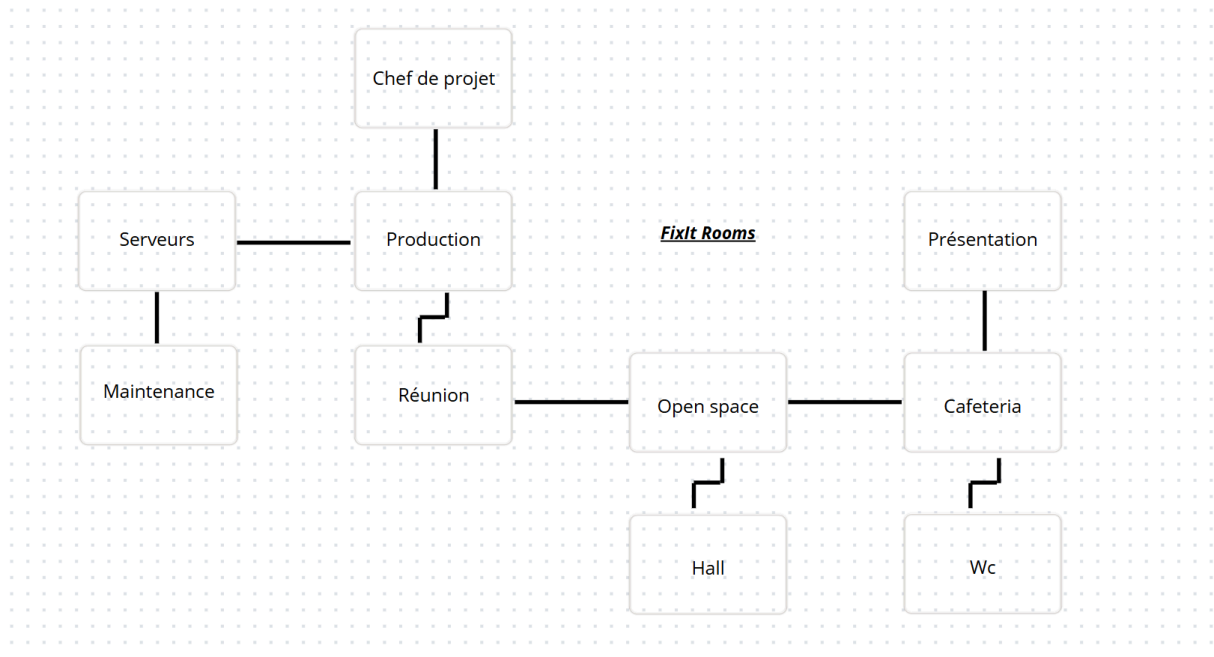 Chef de projet
Serveurs
Production
FixIt Rooms
Présentation
Maintenance
Réunion
Open space
Cafeteria
Hall
Wc